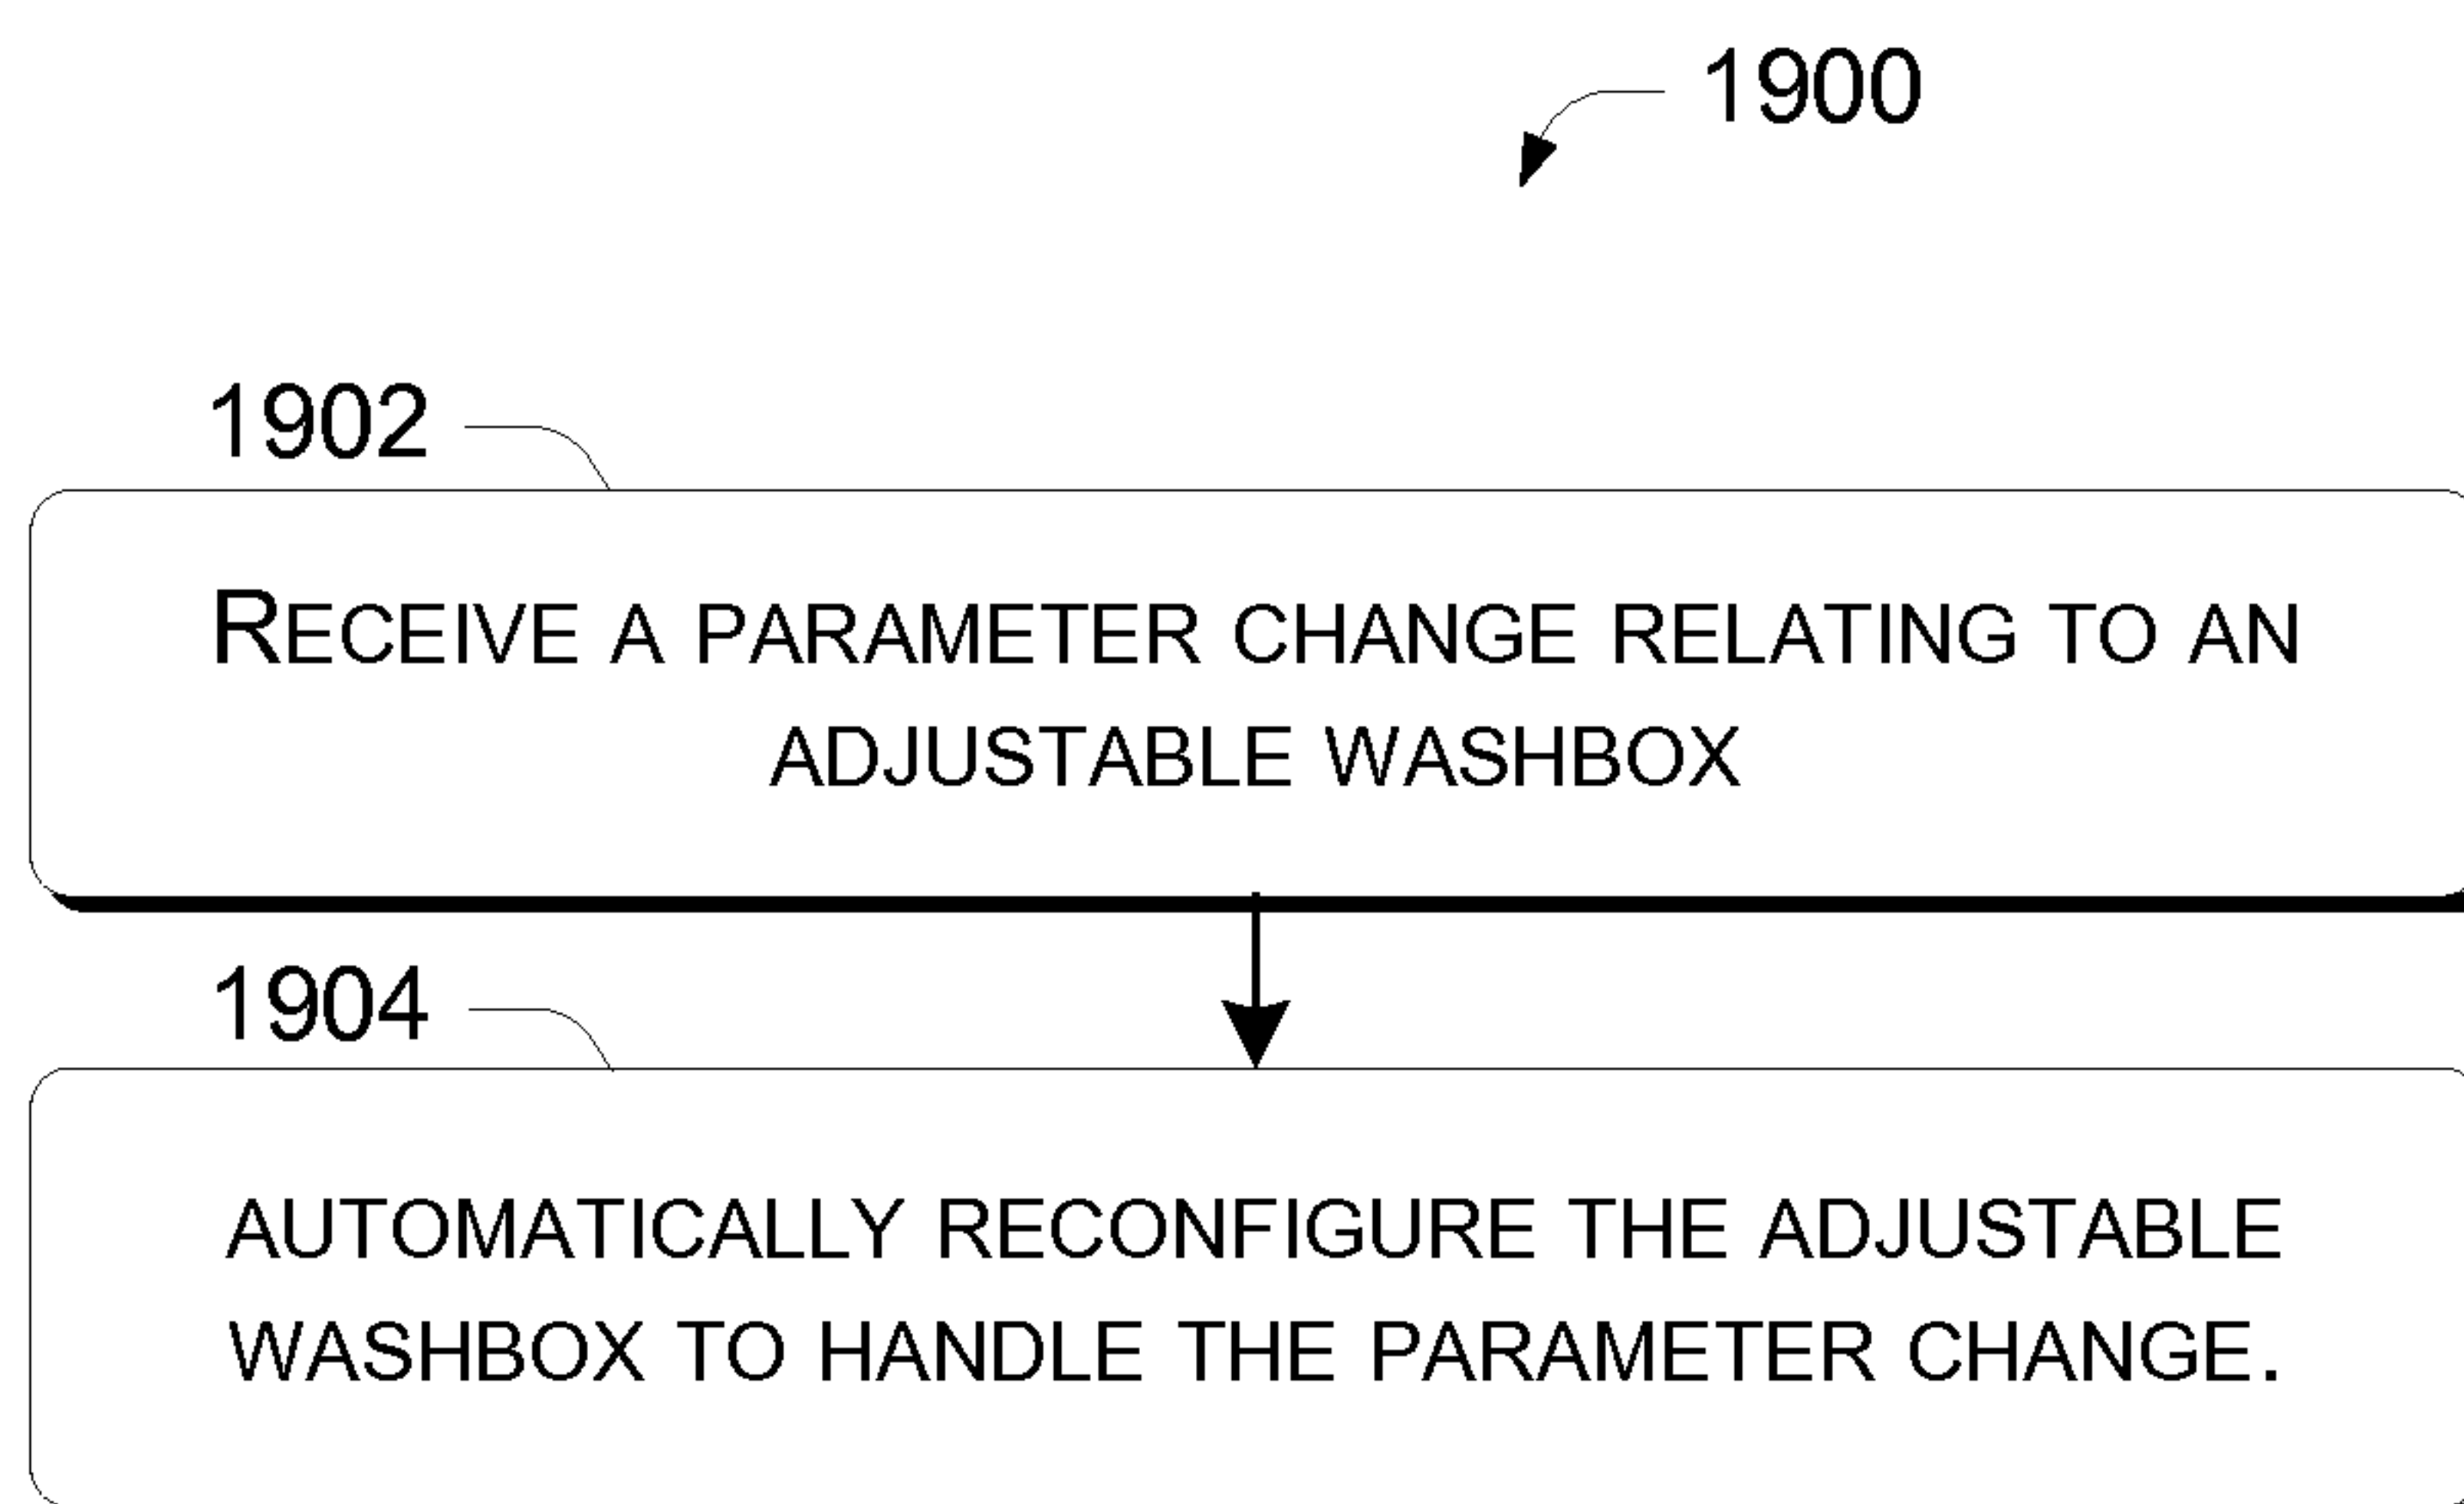 1900
1902
RECEIVE A PARAMETER CHANGE RELATING TO AN
ADJUSTABLE WASHBOX
1904
AUTOMATICALLY RECONFIGURE THE ADJUSTABLE
WASHBOX TO HANDLE THE PARAMETER CHANGE.